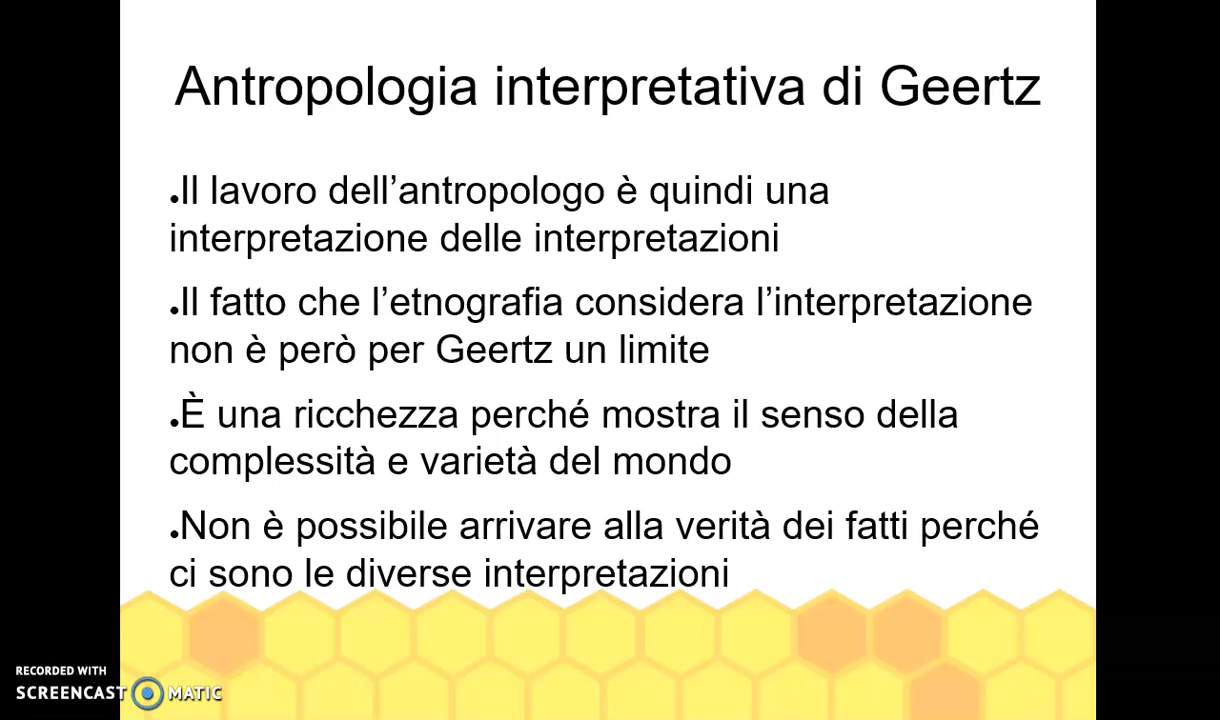 Antropologia interpretativa di Geertz
●Il lavoro dell’antropologo è quindi una
interpretazione delle interpretazioni
●Il fatto che l’etnografia considera l’interpretazione
non è però per Geertz un limite
●È una ricchezza perché mostra il senso della
complessità e varietà del mondo
●Non è possibile arrivare alla verità dei fatti perché
ci sono le diverse interpretazioni
RECORDED WITH
SCREENCAST MATIC